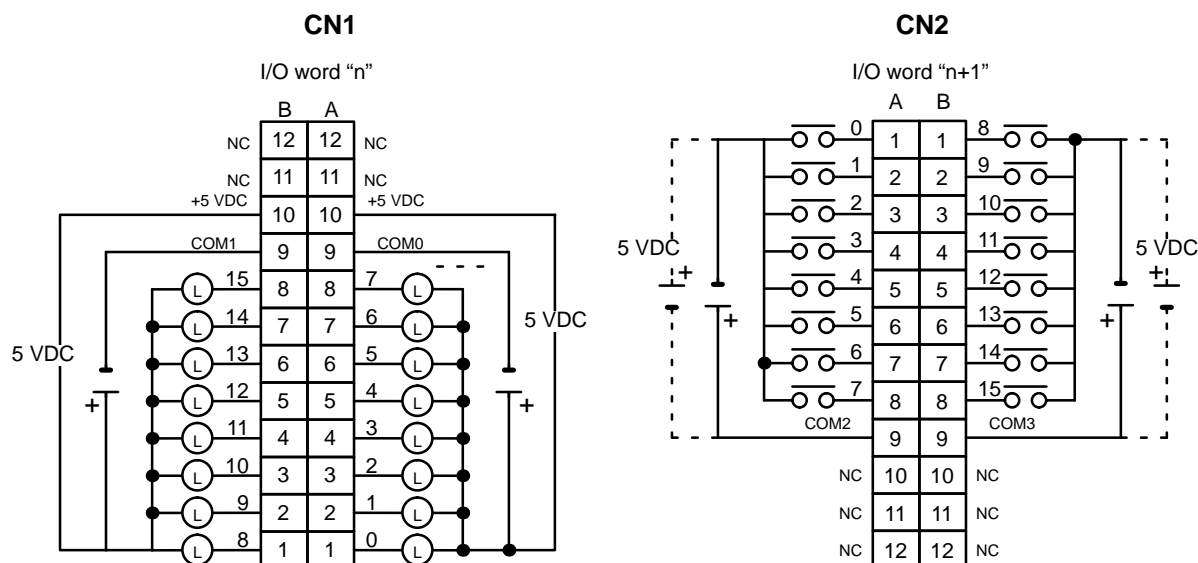 CN1
I/O word “n”
B A
NC 12 12 NC
NC 11 11 NC
+5 VDC 10 10 +5 VDC
COM1 9 9 COM0
L 15 8 8 7 L
L 14 7 7 6 L
5 VDC
L 13 6 6 5 L
5 VDC
L 12 5 5 4 L
+ +
L 11 4 4 3 L
L 10 3 3 2 L
L 9 2 2 1 L
L 8 1 1 0 L
CN2
I/O word “n+1”
A B
0 1 1 8
1 2 2 9
2 3 3 10
5 VDC 3 4 4 11 5 VDC
+ +
4 5 5 12
+ 5 6 6 13 +
6 7 7 14
7 8 8 15
COM2 9 9 COM3
NC 10 10 NC
NC 11 11 NC
NC 12 12 NC